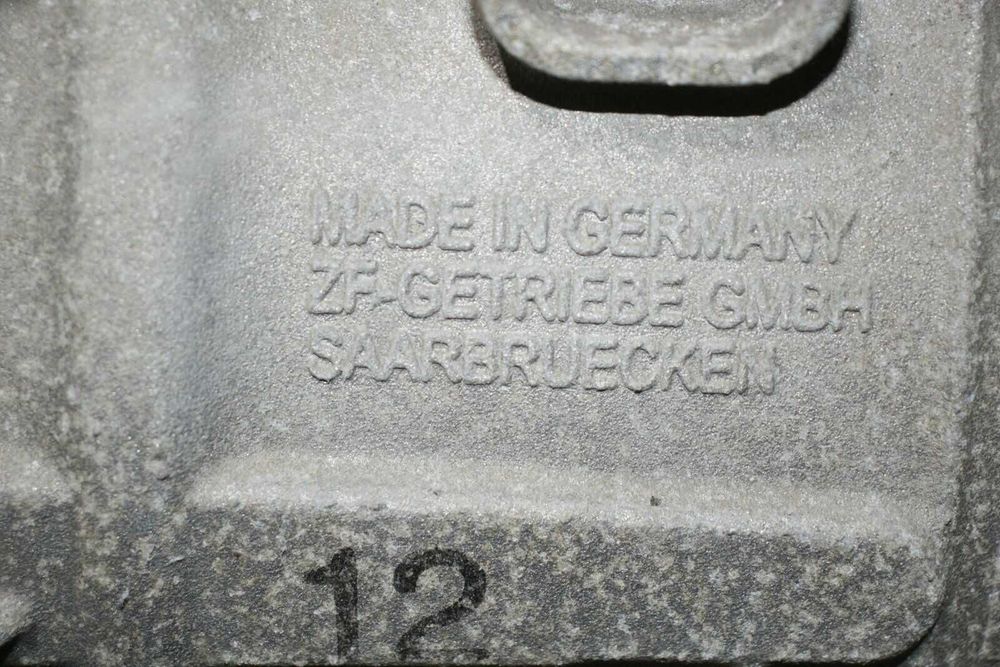 MADE IN GERMANY
ZF-GETRIEBE GMBH
SAARBRUECKEN
12